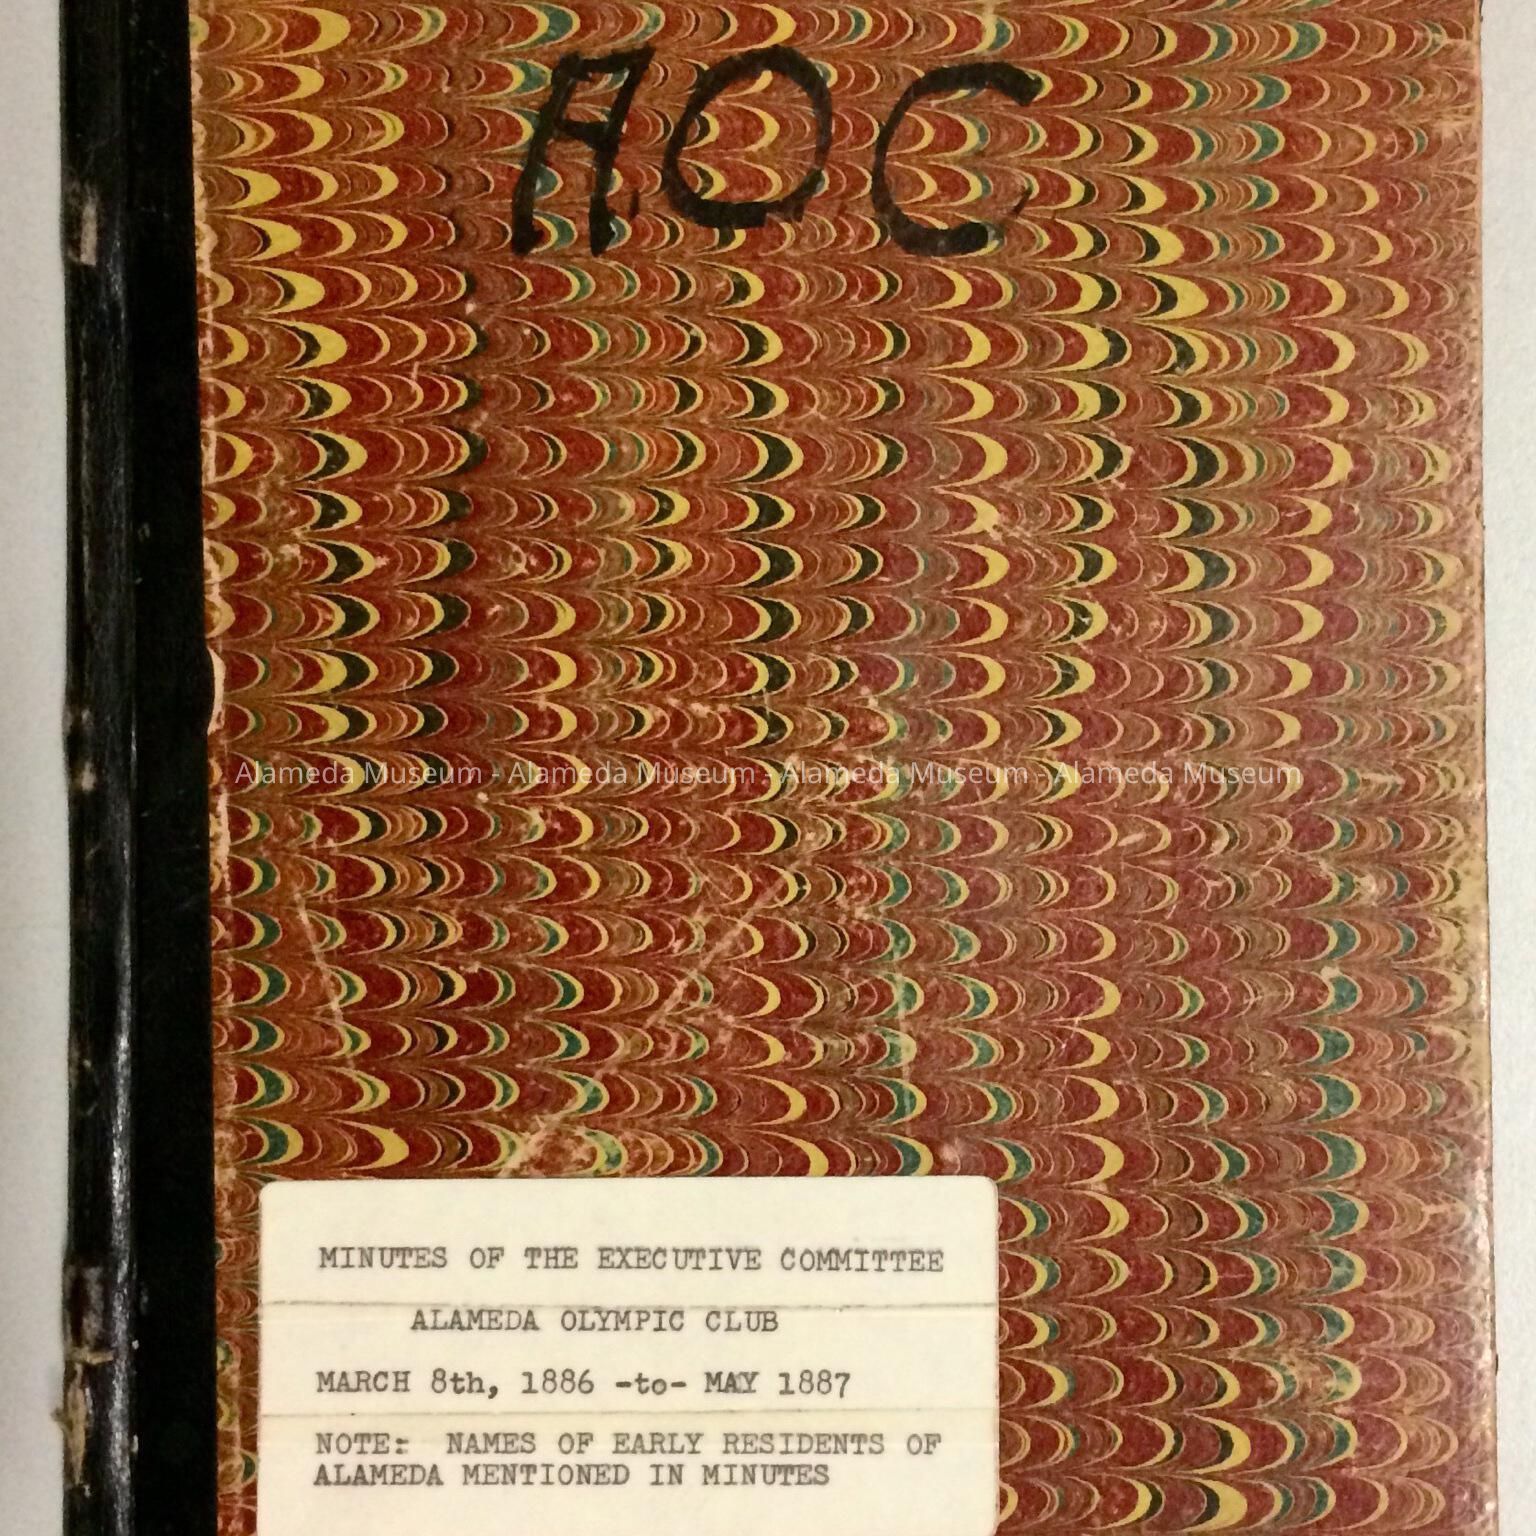 AOC
Alameda Museum - Alameda Museum - Alameda Museum - Alameda Museum
MINUTES OF THE EXECUTIVE COMMITTEE
ALAMEDA OLYMPIC CLUB
MARCH 8th, 1886 -to- MAY 1887
NOTE: NAMES OF EARLY RESIDENTS OF
ALAMEDA MENTIONED IN MINUTES